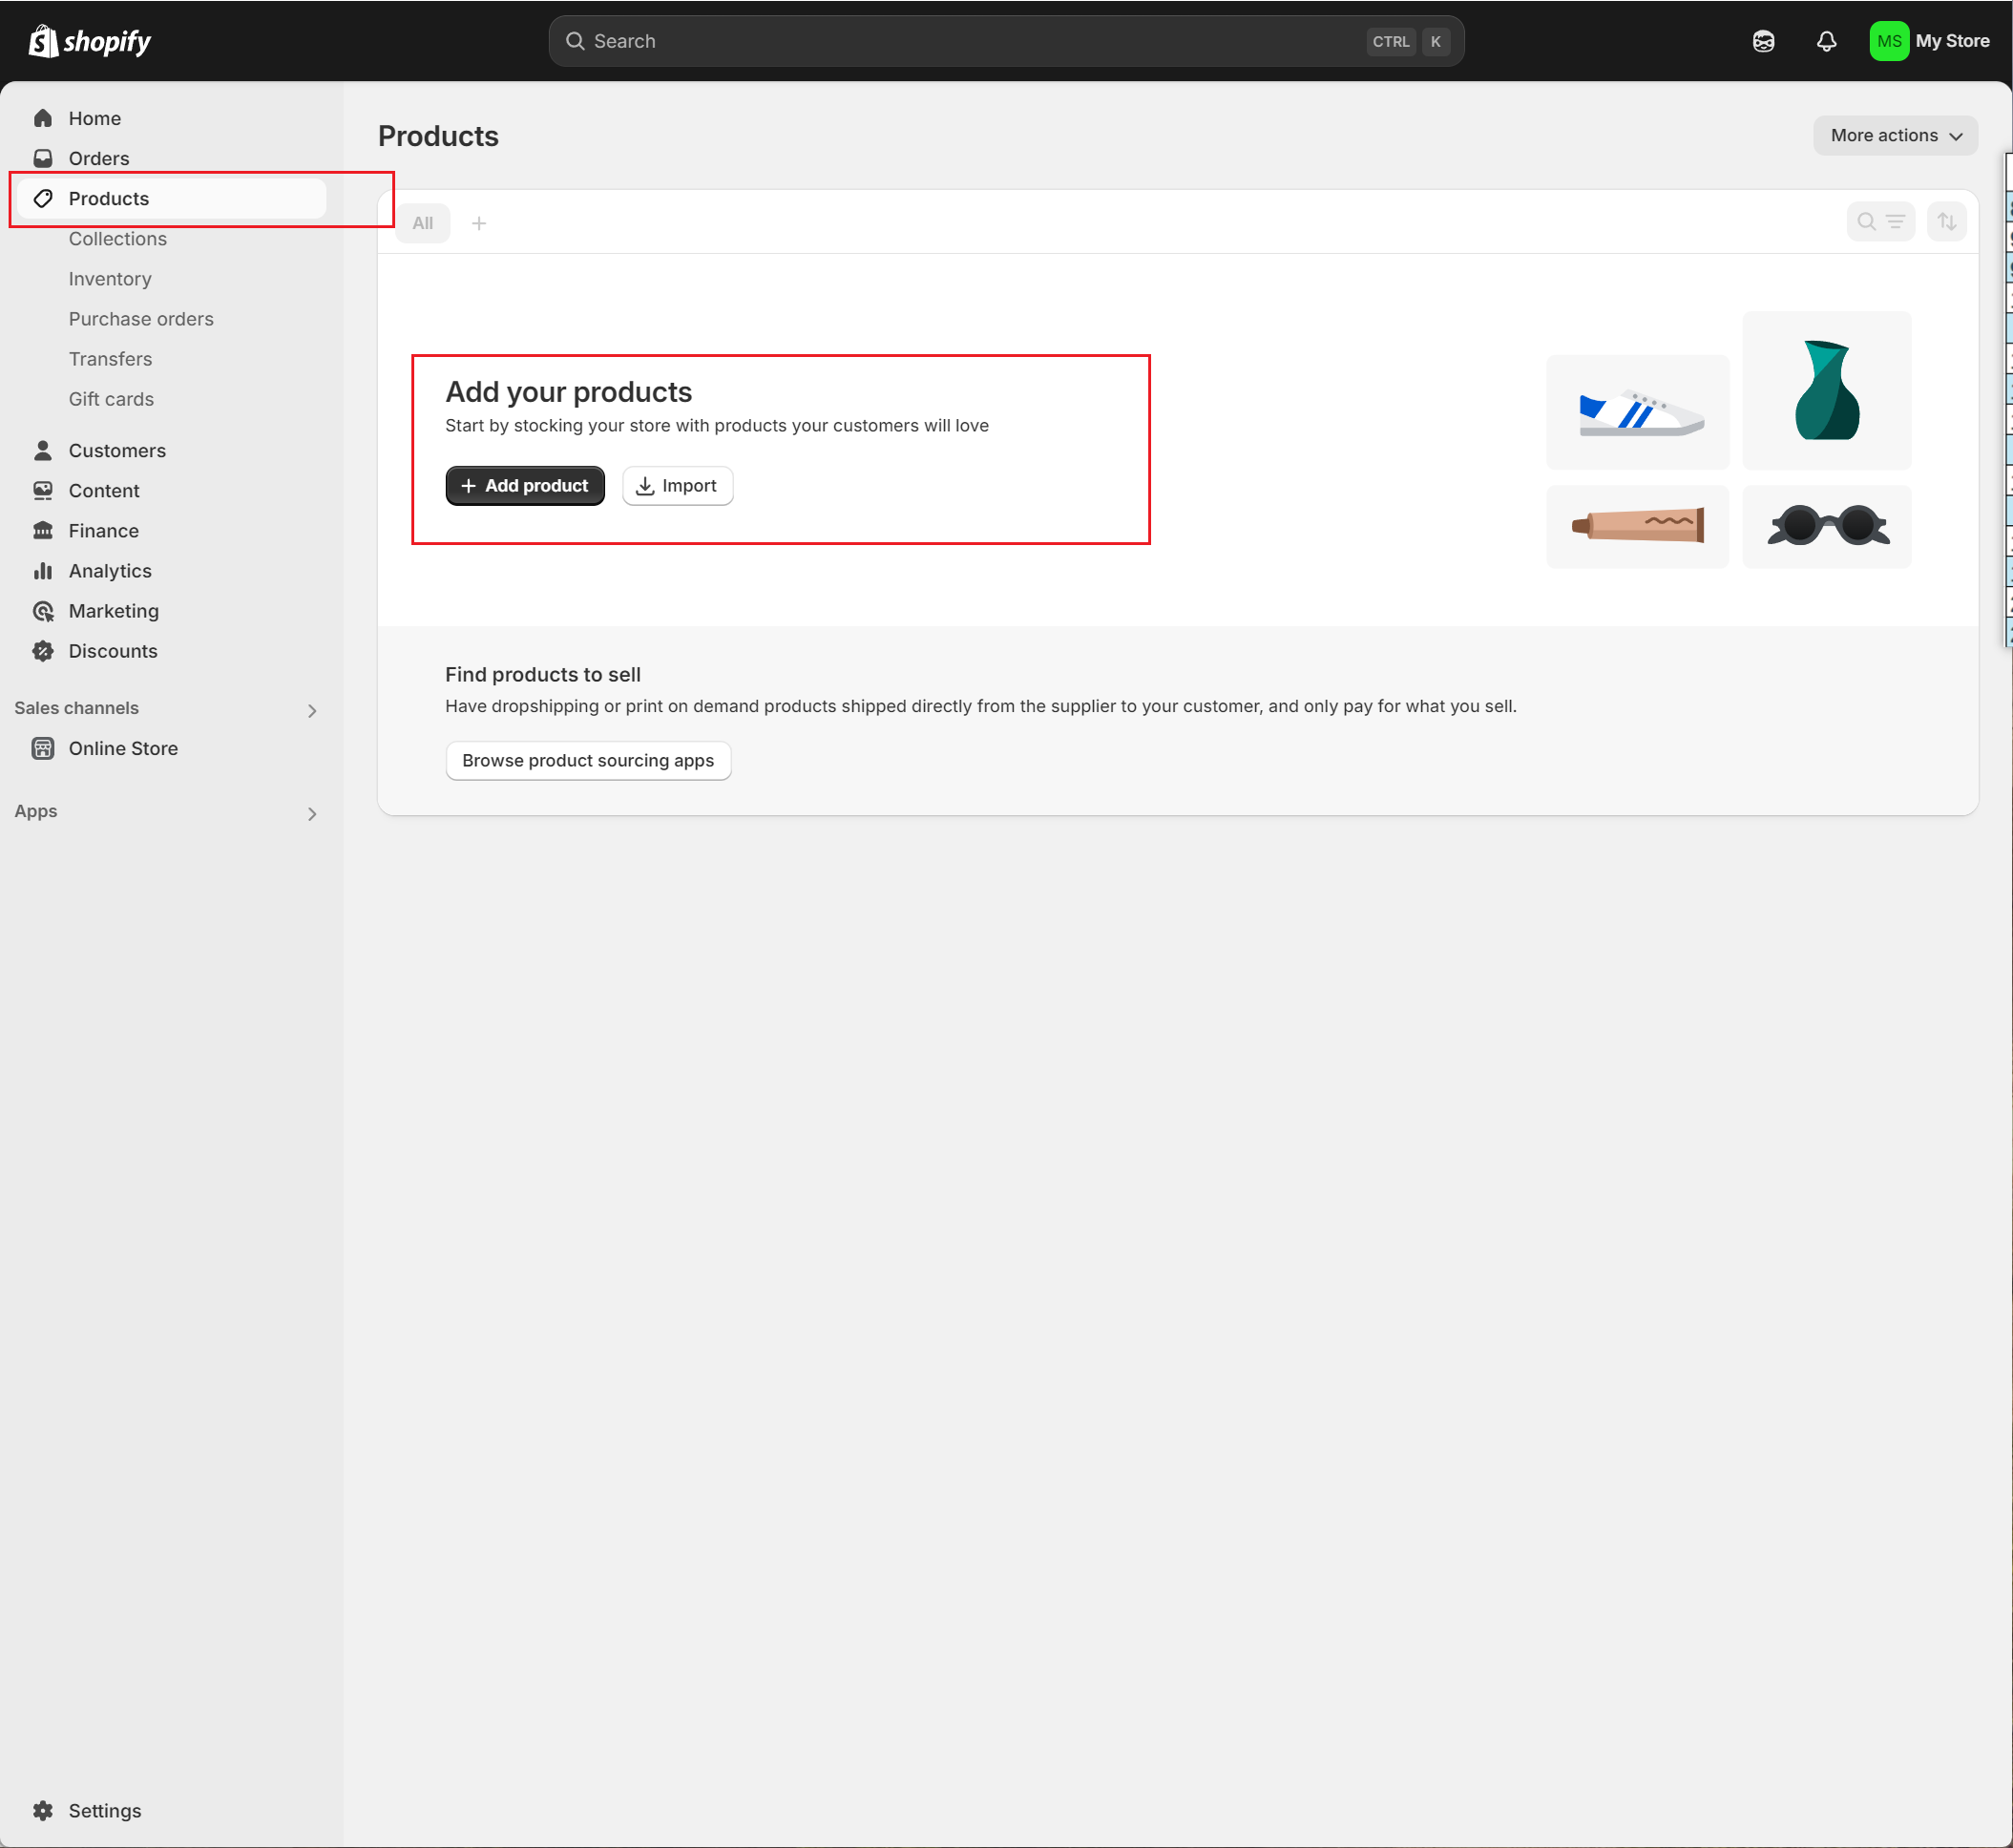 shopify
Search
CTRL K
MS My Store
Home
Orders
Products
Collections
Inventory
Purchase orders
Transfers
Gift cards
Customers
Content
Finance
Analytics
Marketing
Discounts
Sales channels
Online Store
Apps
Settings
Products
More actions
All
Add your products
Start by stocking your store with products your customers will love
Add product
Import
Find products to sell
Have dropshipping or print on demand products shipped directly from the supplier to your customer, and only pay for what you sell.
Browse product sourcing apps